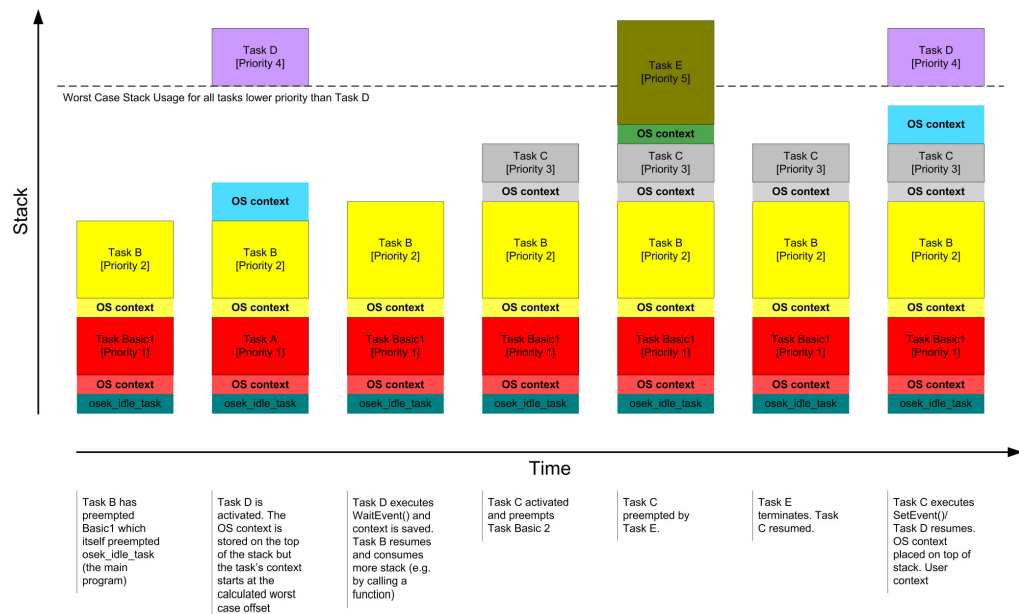 Stack
Task D
[Priority 4]
Task E
[Priority 5]
Task D
[Priority 4]
Worst Case Stack Usage for all tasks lower priority than Task D
OS context
OS context
Task C
[Priority 3]
Task C
[Priority 3]
Task C
[Priority 3]
Task C
[Priority 3]
OS context
OS context
OS context
OS context
OS context
Task B
[Priority 2]
Task B
[Priority 2]
Task B
[Priority 2]
Task B
[Priority 2]
Task B
[Priority 2]
Task B
[Priority 2]
Task B
[Priority 2]
OS context
OS context
OS context
OS context
OS context
OS context
OS context
Task Basic1
[Priority 1]
Task A
[Priority 1]
Task Basic1
[Priority 1]
Task Basic1
[Priority 1]
Task Basic1
[Priority 1]
Task Basic1
[Priority 1]
Task Basic1
[Priority 1]
OS context
OS context
OS context
OS context
OS context
OS context
OS context
osek_idle_task
osek_idle_task
osek_idle_task
osek_idle_task
osek_idle_task
osek_idle_task
osek_idle_task
Time
Task B has
preempted
Basic1 which
itself preempted
osek_idle_task
(the main
program)
Task D is
activated. The
OS context is
stored on the top
of the stack but
the task's context
starts at the
calculated worst
case offset
Task D executes
WaitEvent() and
context is saved.
Task B resumes
and consumes
more stack (e.g.
by calling a
function)
Task C activated
and preempts
Task Basic 2
Task C
preempted by
Task E.
Task E
terminates. Task
C resumed.
Task C executes
SetEvent()/
Task D resumes.
OS context
placed on top of
stack. User
context